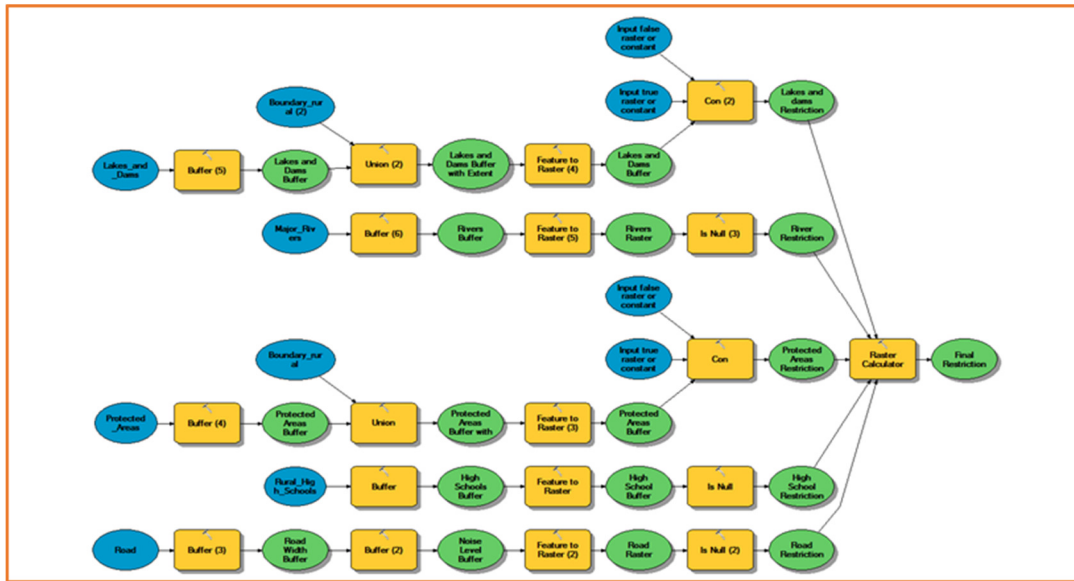 Input false
raster or
constant
Input true
raster or
constant
Con (2)
Lakes and
dams
Restriction
Boundary_rur
al (2)
Lakes_and
_Dams
Buffer (5)
Lakes and
Dams
Buffer
Union (2)
Lakes and
Dams Buffer
with Extent
Feature to
Raster (4)
Lakes and
Dams
Buffer
Major_Riv
ers
Buffer (6)
Rivers
Buffer
Feature to
Raster (5)
Rivers
Raster
Is Null (3)
River
Restriction
Input false
raster or
constant
Boundary_rur
al
Input true
raster or
constant
Con
Protected
Areas
Restriction
Raster
Calculator
Final
Restriction
Protected
_Areas
Buffer (4)
Protected
Areas
Buffer
Union
Protected
Areas
Buffer with
Feature to
Raster (3)
Protected
Areas
Buffer
Rural_Hig
h_Schools
Buffer
High
Schools
Buffer
Feature to
Raster
High
School
Buffer
Is Null
High
School
Restriction
Road
Buffer (3)
Road
Width
Buffer
Buffer (2)
Noise
Level
Buffer
Feature to
Raster (2)
Road
Raster
Is Null (2)
Road
Restriction